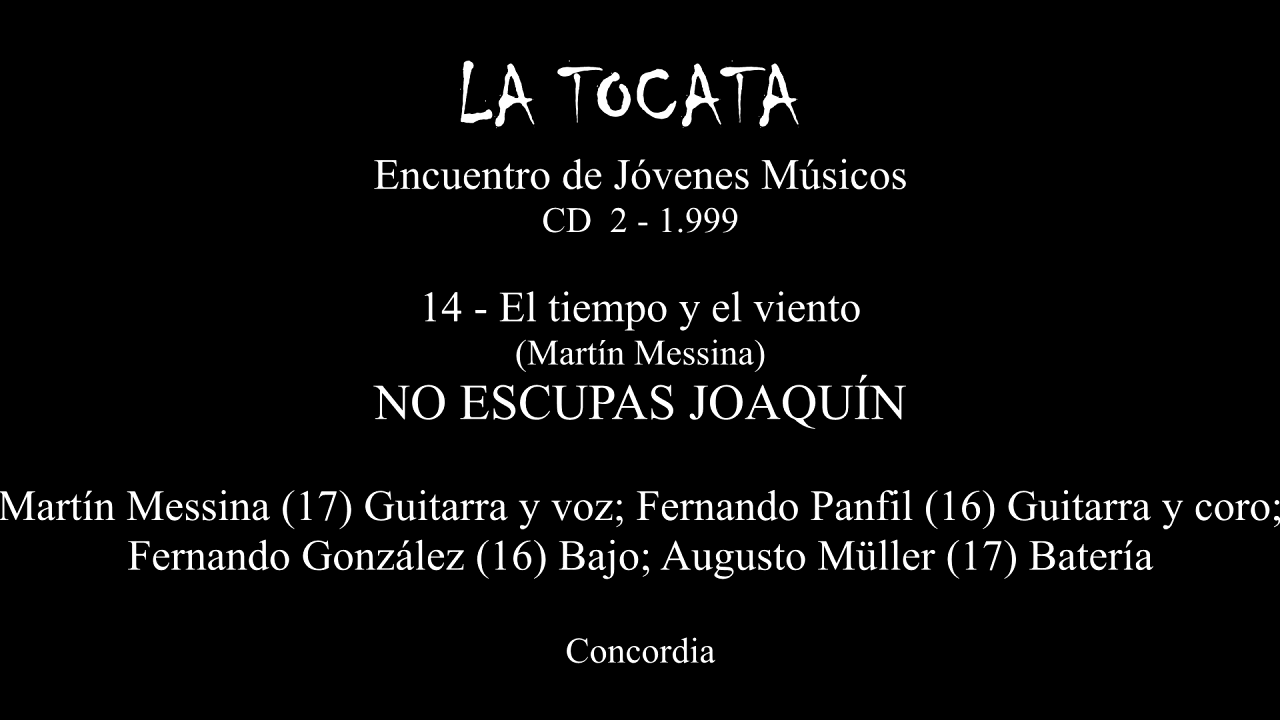 LA TOCATA
Encuentro de Jóvenes Músicos
CD  2 - 1.999
14 - El tiempo y el viento
(Martín Messina)
NO ESCUPAS JOAQUÍN
Martín Messina (17) Guitarra y voz; Fernando Panfil (16) Guitarra y coro;
Fernando González (16) Bajo; Augusto Müller (17) Batería
Concordia